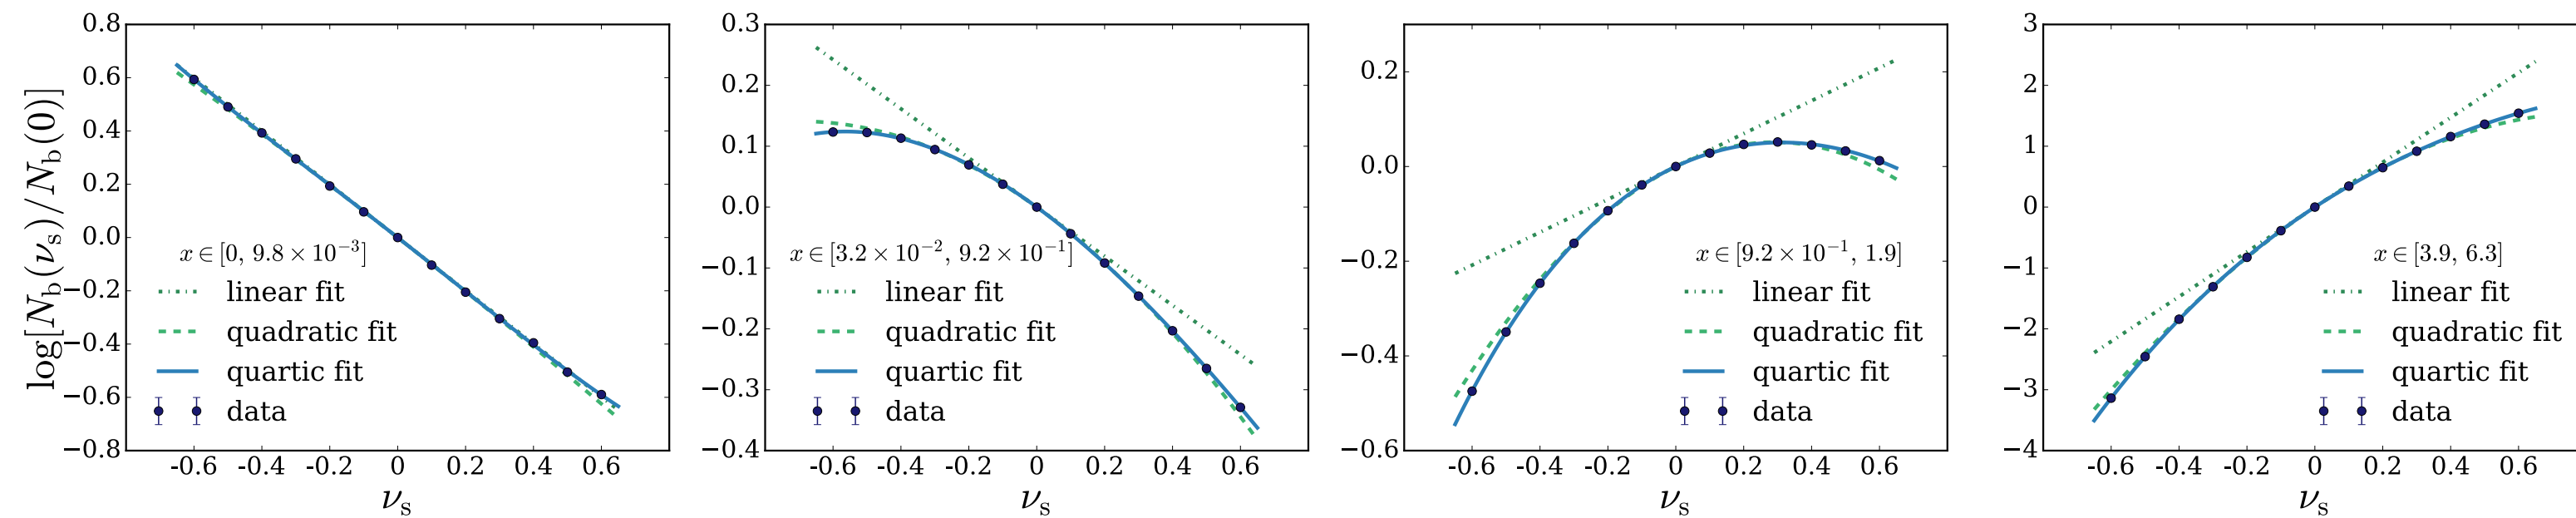 log[N_b(ν_s)/N_b(0)]
0.8
0.6
0.4
0.2
0.0
−0.2
−0.4
−0.6
−0.8
x ∈ [0, 9.8 × 10^{−3}]
linear fit
quadratic fit
quartic fit
data
-0.6 -0.4 -0.2 0 0.2 0.4 0.6
ν_s
0.3
0.2
0.1
0.0
−0.1
−0.2
−0.3
−0.4
x ∈ [3.2 × 10^{−2}, 9.2 × 10^{−1}]
linear fit
quadratic fit
quartic fit
data
-0.6 -0.4 -0.2 0 0.2 0.4 0.6
ν_s
0.2
0.0
−0.2
−0.4
−0.6
x ∈ [9.2 × 10^{−1}, 1.9]
linear fit
quadratic fit
quartic fit
data
-0.6 -0.4 -0.2 0 0.2 0.4 0.6
ν_s
3
2
1
0
−1
−2
−3
−4
x ∈ [3.9, 6.3]
linear fit
quadratic fit
quartic fit
data
-0.6 -0.4 -0.2 0 0.2 0.4 0.6
ν_s